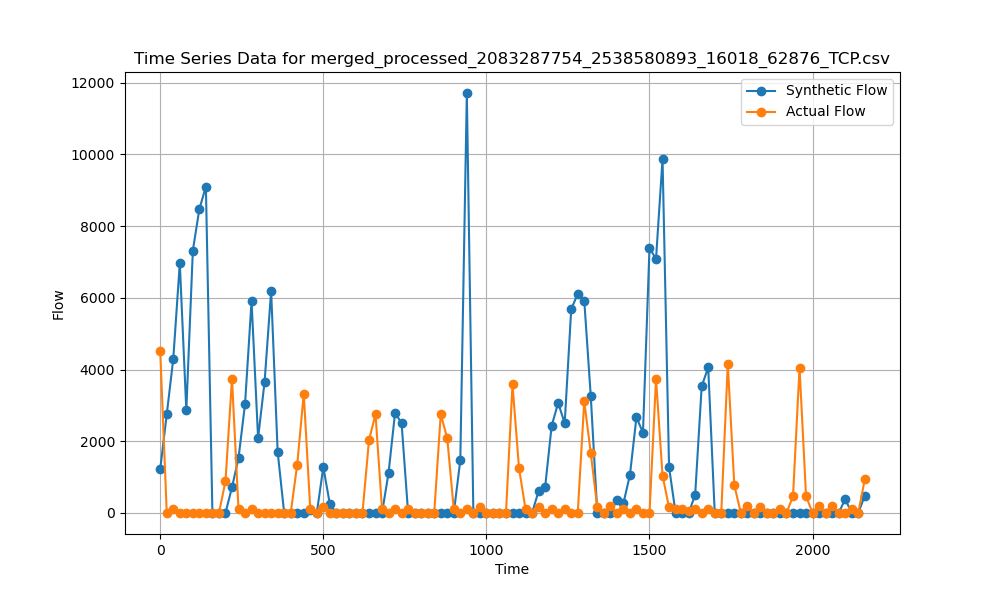 Time Series Data for merged_processed_2083287754_2538580893_16018_62876_TCP.csv
Synthetic Flow
Actual Flow
12000
10000
8000
6000
4000
2000
0
Flow
0
500
1000
1500
2000
Time